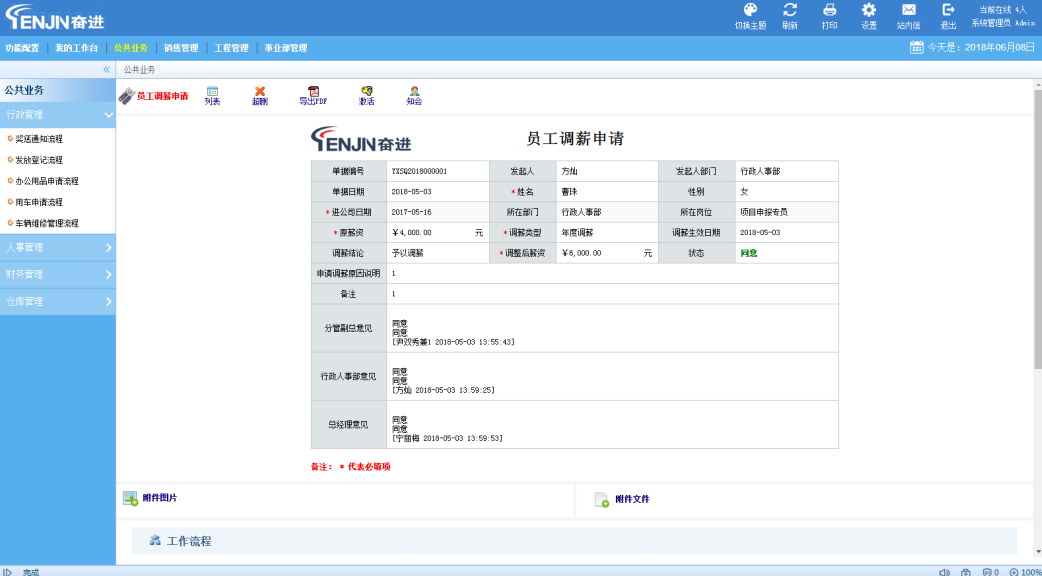 ENJIN奋进
切换主题 刷新 打印 设置 站内信 退出
当前在线 4人
系统管理员 Admin
功能配置 我的工作台 公共业务 销售管理 工程管理 事业部管理
今天是：2018年06月08日
公共业务
公共业务
行政管理
奖惩通知流程
发放登记流程
办公用品申请流程
用车申请流程
车辆维修管理流程
人事管理
财务管理
仓库管理
员工调薪申请 列表 超删 导出PDF 激活 知会
ENJIN奋进
员工调薪申请
单据编号 YXSQ2018000001 发起人 方灿 发起人部门 行政人事部
单据日期 2018-05-03 *姓名 曹珠 性别 女
*进公司日期 2017-05-16 所在部门 行政人事部 所在岗位 项目申报专员
*原薪资 ￥4,000.00 元 *调薪类型 年度调薪 调薪生效日期 2018-05-03
调薪结论 予以调薪 *调整后薪资 ￥6,000.00 元 状态 同意
申请调薪原因说明 1
备注 1
分管副总意见
同意
同意
[尹双秀兼1 2018-05-03 13:55:43]
行政人事部意见
同意
同意
[方灿 2018-05-03 13:59:25]
总经理意见
同意
同意
[宁丽梅 2018-05-03 13:59:53]
备注： * 代表必填项
附件图片 附件文件
工作流程
完成 0 100%